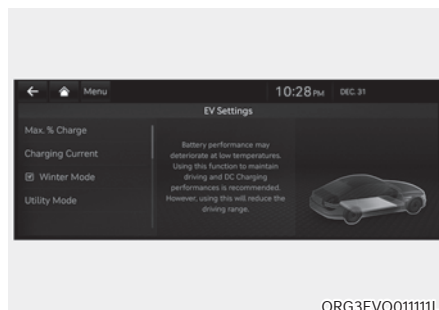 Menu
10:28 PM
DEC. 31
EV Settings
Max. % Charge
Charging Current
Winter Mode
Utility Mode
Battery performance may
deteriorate at low temperatures.
Using this function to maintain
driving and DC Charging
performances is recommended.
However, using this will reduce the
driving range.